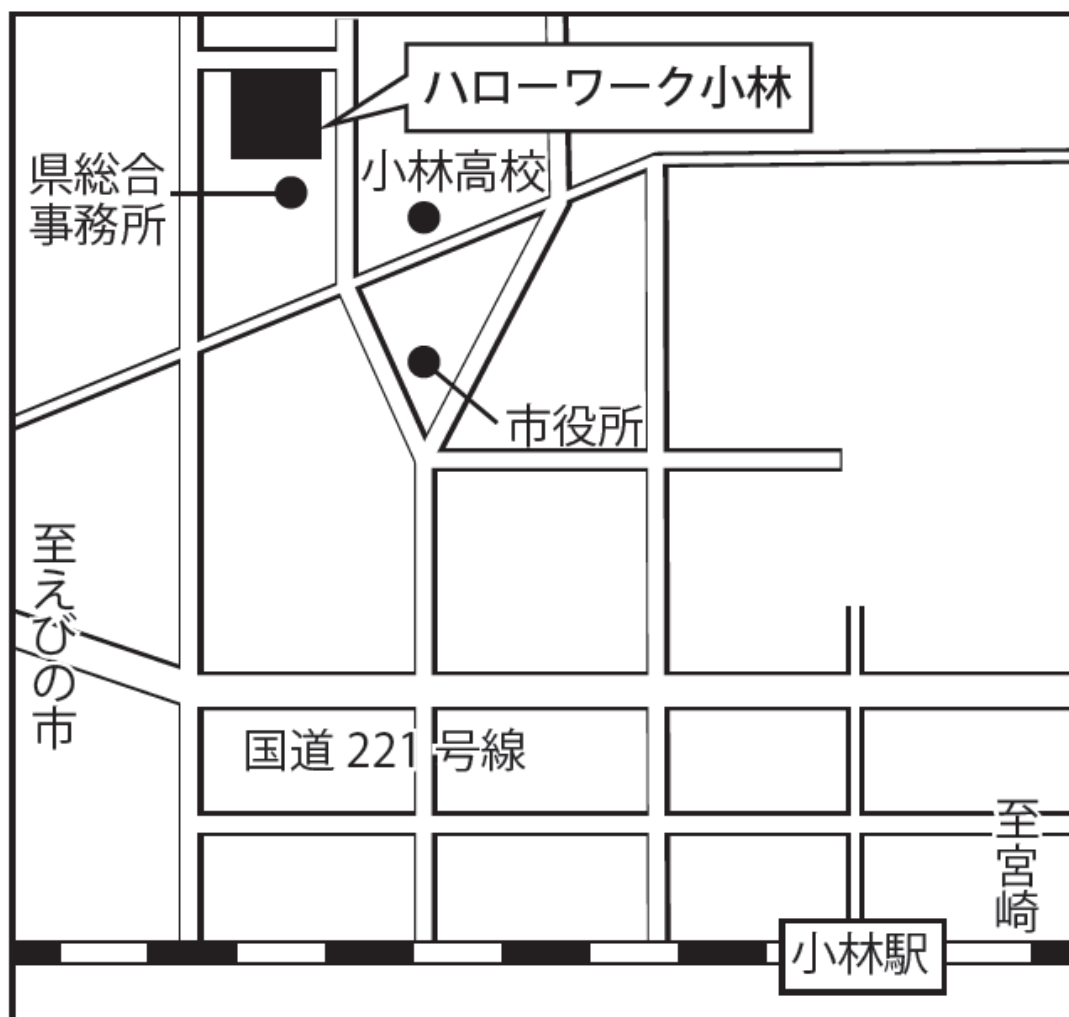 ハローワーク小林
県総合
事務所
小林高校
市役所
至えびの市
国道 221 号線
至宮崎
小林駅